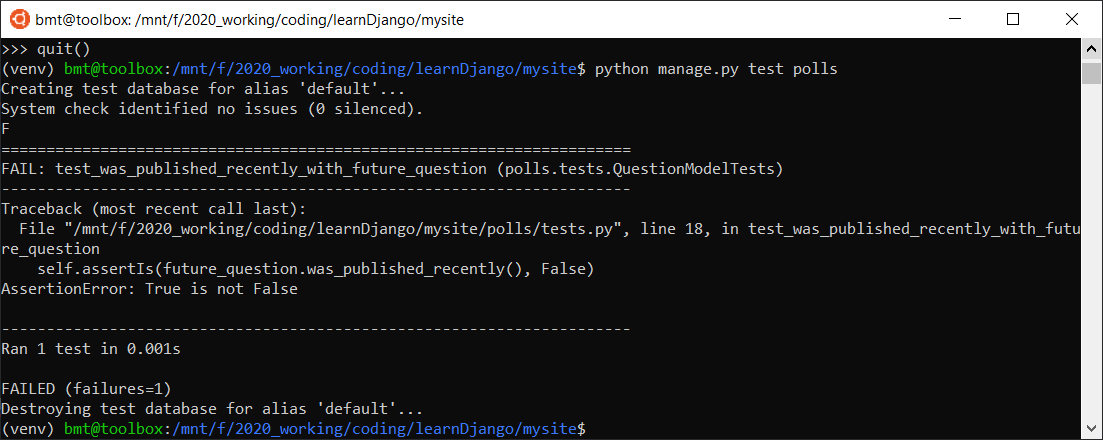 bmt@toolbox: /mnt/f/2020_working/coding/learnDjango/mysite
>>> quit()
(venv) bmt@toolbox:/mnt/f/2020_working/coding/learnDjango/mysite$ python manage.py test polls
Creating test database for alias 'default'...
System check identified no issues (0 silenced).
F
======================================================================
FAIL: test_was_published_recently_with_future_question (polls.tests.QuestionModelTests)
----------------------------------------------------------------------
Traceback (most recent call last):
  File "/mnt/f/2020_working/coding/learnDjango/mysite/polls/tests.py", line 18, in test_was_published_recently_with_futu
re_question
    self.assertIs(future_question.was_published_recently(), False)
AssertionError: True is not False

----------------------------------------------------------------------
Ran 1 test in 0.001s

FAILED (failures=1)
Destroying test database for alias 'default'...
(venv) bmt@toolbox:/mnt/f/2020_working/coding/learnDjango/mysite$